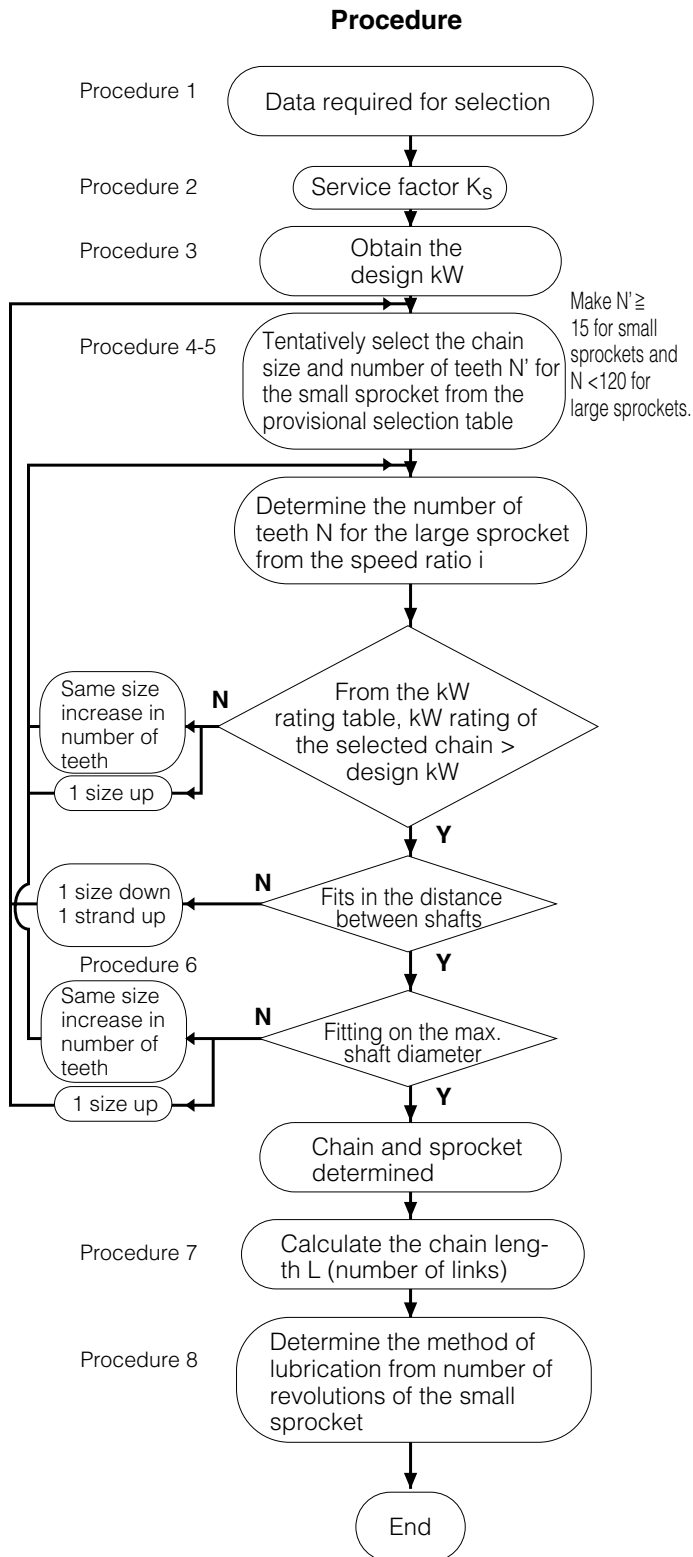 Procedure
Procedure 1
Data required for selection
Procedure 2
Service factor KS
Procedure 3
Obtain the
design kW
Procedure 4-5
Tentatively select the chain
size and number of teeth N' for
the small sprocket from the
provisional selection table
Make N' ≧
15 for small
sprockets and
N <120 for
large sprockets.
Determine the number of
teeth N for the large sprocket
from the speed ratio i
From the kW
rating table, kW rating of
the selected chain >
design kW
N
Same size
increase in
number of
teeth
1 size up
Y
Fits in the distance
between shafts
N
1 size down
1 strand up
Y
Procedure 6
Fitting on the max.
shaft diameter
N
Same size
increase in
number of
teeth
1 size up
Y
Chain and sprocket
determined
Procedure 7
Calculate the chain leng-
th L (number of links)
Procedure 8
Determine the method of
lubrication from number of
revolutions of the small
sprocket
End